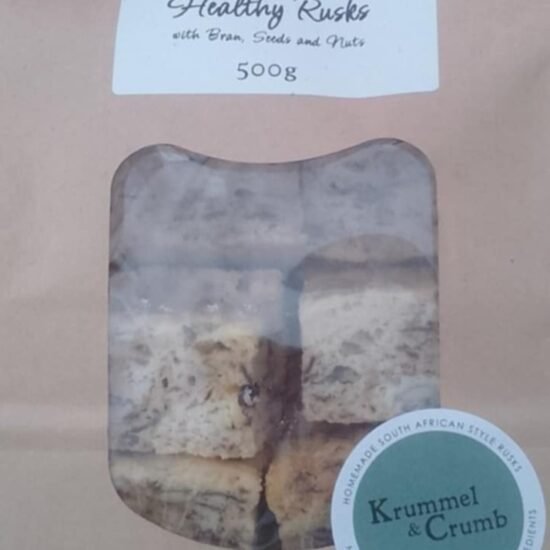 Healthy Rusks
with Bran, Seeds and Nuts
500g
HOMEMADE SOUTH AFRICAN STYLE RUSKS
Krummel
& Crumb